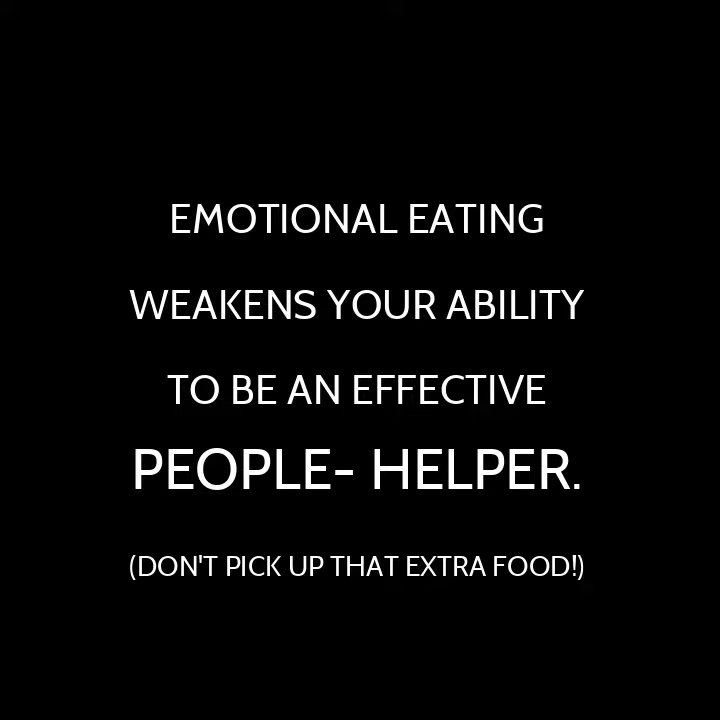 EMOTIONAL EATING
WEAKENS YOUR ABILITY
TO BE AN EFFECTIVE
PEOPLE- HELPER.
(DON'T PICK UP THAT EXTRA FOOD!)